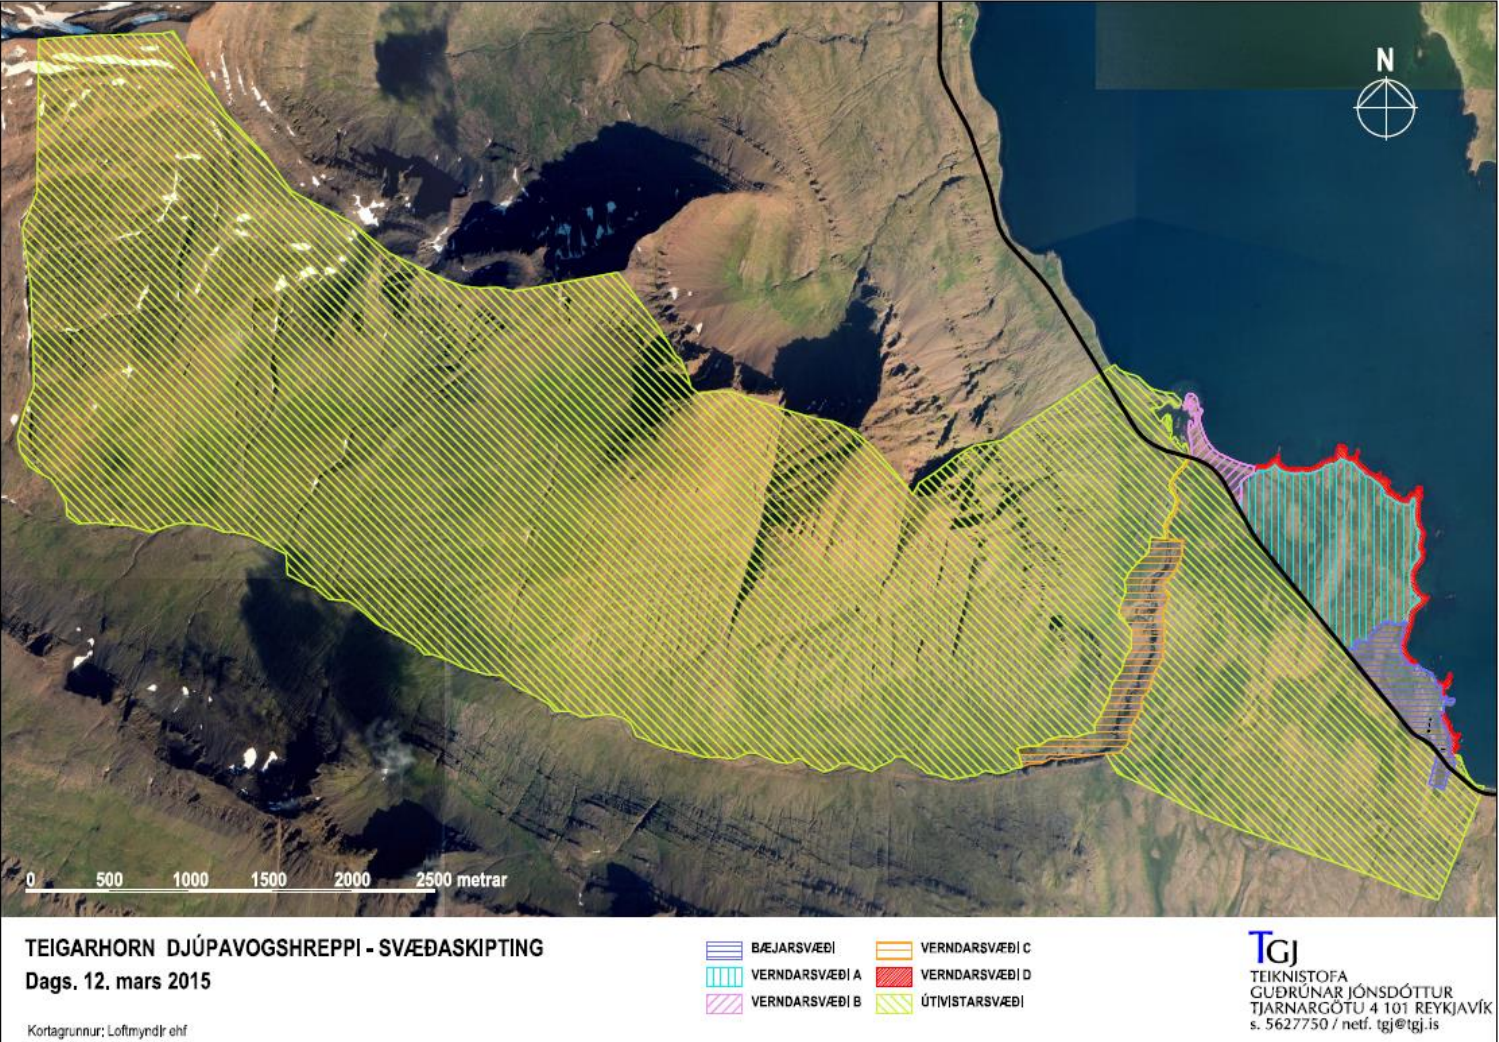 N
0 500 1000 1500 2000 2500 metrar
TEIGARHORN DJÚPAVOGSHREPPI - SVÆÐASKIPTING
Dags. 12. mars 2015
Kortagrunnur: Loftmyndir ehf
BÆJARSVÆÐI
VERNDARSVÆÐI A
VERNDARSVÆÐI B
VERNDARSVÆÐI C
VERNDARSVÆÐI D
ÚTIVISTARSVÆÐI
TGJ
TEIKNISTOFA
GUÐRÚNAR JÓNSDÓTTUR
TJARNARGÖTU 4 101 REYKJAVÍK
s. 5627750 / netf. tgj@tgj.is